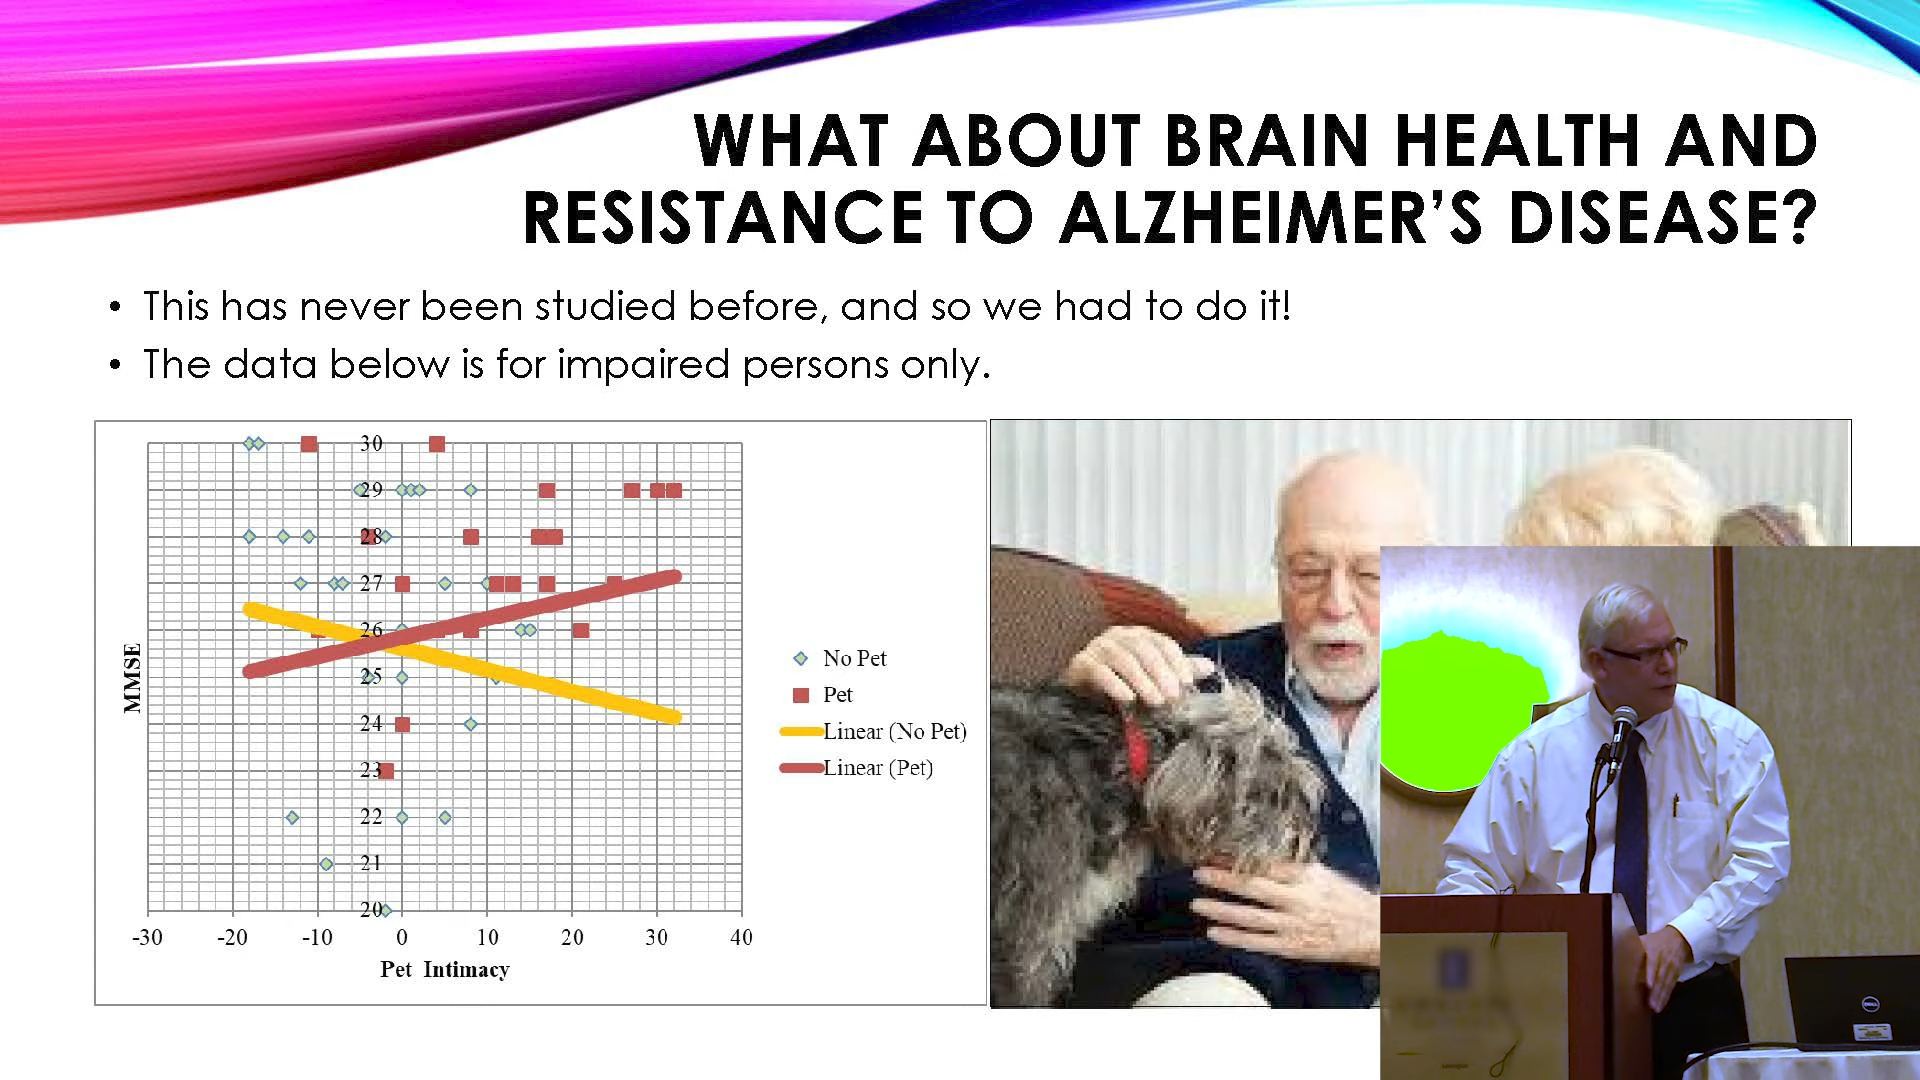 WHAT ABOUT BRAIN HEALTH AND
RESISTANCE TO ALZHEIMER’S DISEASE?
• This has never been studied before, and so we had to do it!
• The data below is for impaired persons only.
30
29
28
27
26
25
24
23
22
21
20
MMSE
-30 -20 -10 0 10 20 30 40
Pet Intimacy
No Pet
Pet
Linear (No Pet)
Linear (Pet)
DELL